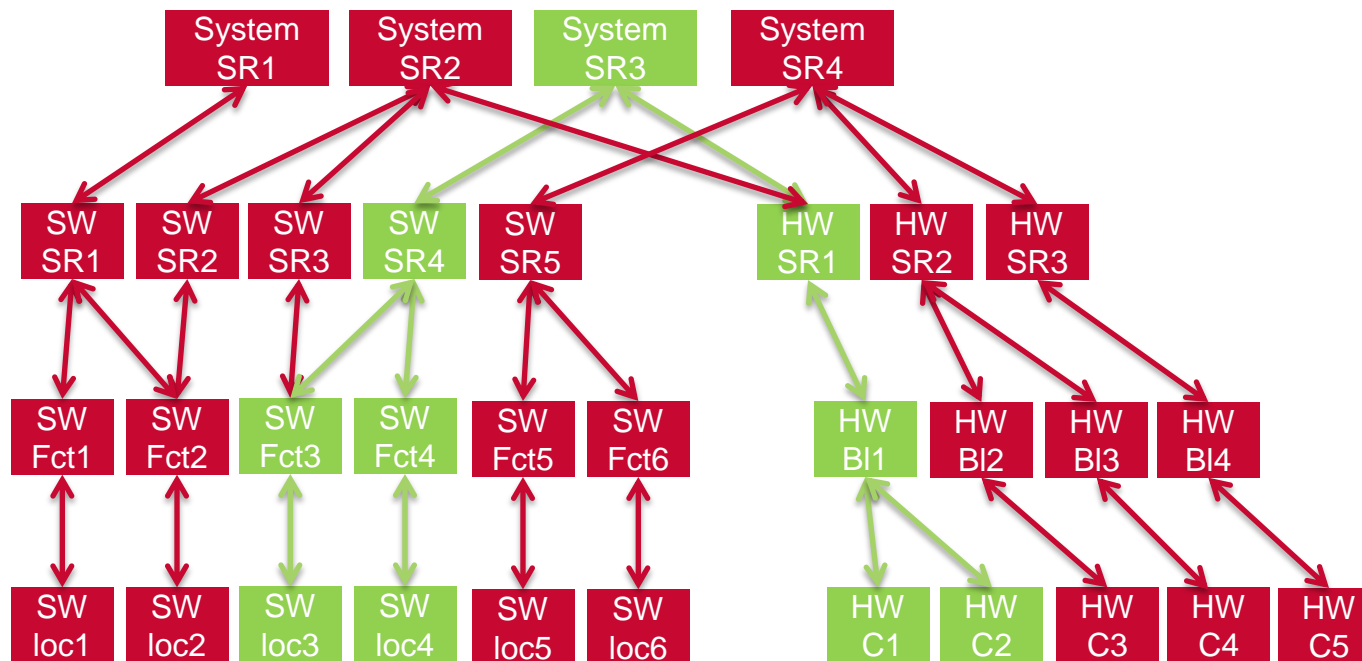 System
SR1
System
SR2
System
SR3
System
SR4
SW
SR1
SW
SR2
SW
SR3
SW
SR4
SW
SR5
HW
SR1
HW
SR2
HW
SR3
SW
Fct1
SW
Fct2
SW
Fct3
SW
Fct4
SW
Fct5
SW
Fct6
HW
Bl1
HW
Bl2
HW
Bl3
HW
Bl4
SW
loc1
SW
loc2
SW
loc3
SW
loc4
SW
loc5
SW
loc6
HW
C1
HW
C2
HW
C3
HW
C4
HW
C5